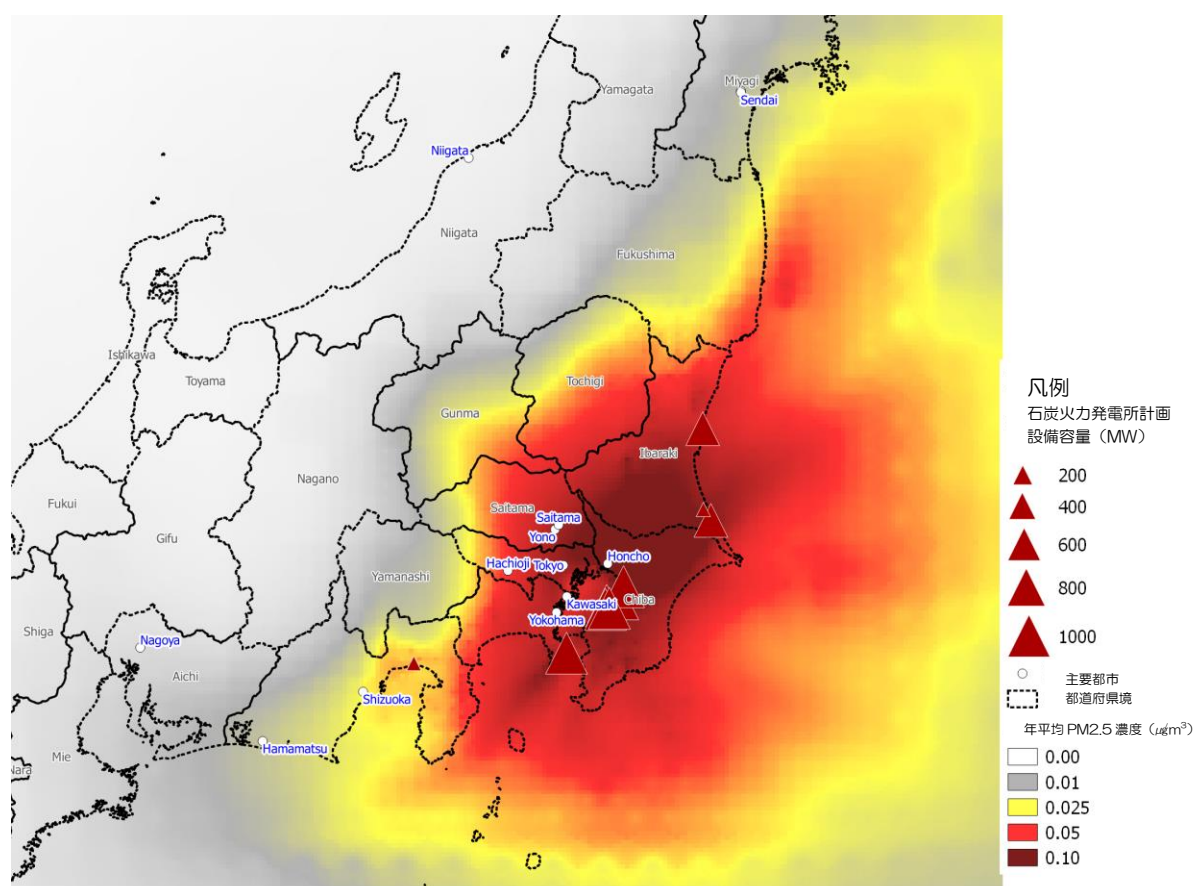 Yamagata
Miyagi
Sendai
Niigata
Niigata
Fukushima
Ishikawa
Toyama
Tochigi
Gunma
Ibaraki
Nagano
Fukui
Saitama
Saitama
Yono
Gifu
Hachioji
Tokyo
Honcho
Yamanashi
Chiba
Kawasaki
Yokohama
Shiga
Nagoya
Aichi
Shizuoka
Hamamatsu
Mie
Nara
凡例
石炭火力発電所計画
設備容量（MW）
200
400
600
800
1000
主要都市
都道府県境
年平均 PM2.5 濃度（㎍/m³）
0.00
0.01
0.025
0.05
0.10